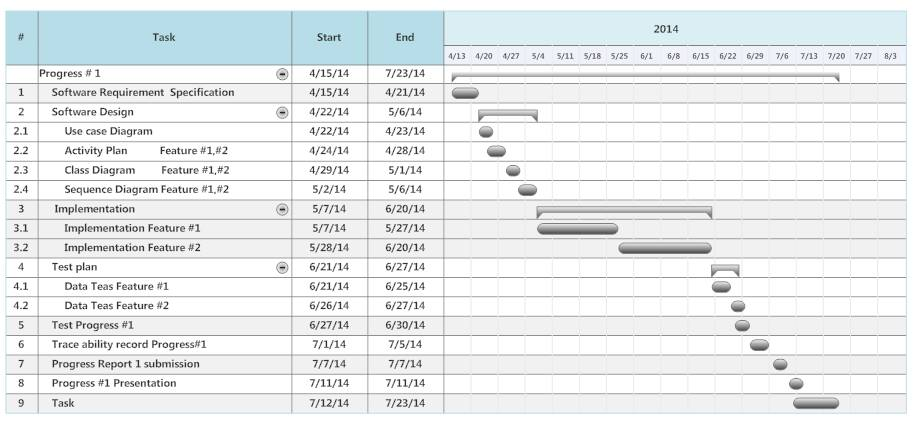 # Task Start End 2014
4/13 4/20 4/27 5/4 5/11 5/18 5/25 6/1 6/8 6/15 6/22 6/29 7/6 7/13 7/20 7/27 8/3
Progress # 1 4/15/14 7/23/14
1 Software Requirement Specification 4/15/14 4/21/14
2 Software Design 4/22/14 5/6/14
2.1 Use case Diagram 4/22/14 4/23/14
2.2 Activity Plan Feature #1,#2 4/24/14 4/28/14
2.3 Class Diagram Feature #1,#2 4/29/14 5/1/14
2.4 Sequence Diagram Feature #1,#2 5/2/14 5/6/14
3 Implementation 5/7/14 6/20/14
3.1 Implementation Feature #1 5/7/14 5/27/14
3.2 Implementation Feature #2 5/28/14 6/20/14
4 Test plan 6/21/14 6/27/14
4.1 Data Teas Feature #1 6/21/14 6/25/14
4.2 Data Teas Feature #2 6/26/14 6/27/14
5 Test Progress #1 6/27/14 6/30/14
6 Trace ability record Progress#1 7/1/14 7/5/14
7 Progress Report 1 submission 7/7/14 7/7/14
8 Progress #1 Presentation 7/11/14 7/11/14
9 Task 7/12/14 7/23/14